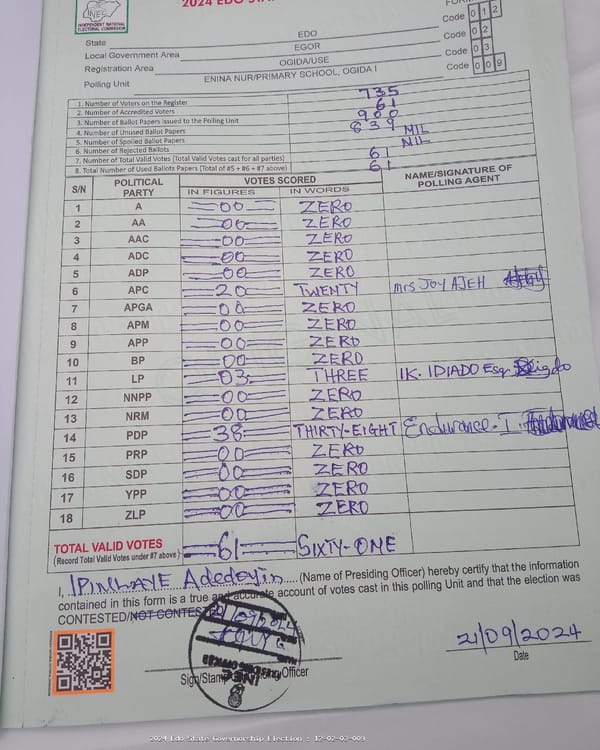 INEC
INDEPENDENT NATIONAL
ELECTORAL COMMISSION
2024 EDO
State EDO Code 1 2
Local Government Area EGOR Code 0 2
Registration Area OGIDA/USE Code 0 3
Polling Unit ENINA NUR/PRIMARY SCHOOL, OGIDA I Code 0 0 9
1. Number of Voters on the Register 735
2. Number of Accredited Voters 61
3. Number of Ballot Papers Issued to the Polling Unit 900
4. Number of Unused Ballot Papers 839
5. Number of Spoiled Ballot Papers NIL
6. Number of Rejected Ballots NIL
7. Number of Total Valid Votes (Total Valid Votes cast for all parties) 61
8. Total Number of Used Ballots Papers (Total of #5 + #6 + #7 above) 61
S/N POLITICAL PARTY VOTES SCORED NAME/SIGNATURE OF POLLING AGENT
IN FIGURES IN WORDS
1 A 00 ZERO
2 AA 00 ZERO
3 AAC 00 ZERO
4 ADC 00 ZERO
5 ADP 00 ZERO
6 APC 20 TWENTY Mrs JOY AJEH
7 APGA 00 ZERO
8 APM 00 ZERO
9 APP 00 ZERO
10 BP 00 ZERO
11 LP 03 THREE IK. IDIADO Esq
12 NNPP 00 ZERO
13 NRM 00 ZERO
14 PDP 38 THIRTY-EIGHT Endurance. I.
15 PRP 00 ZERO
16 SDP 00 ZERO
17 YPP 00 ZERO
18 ZLP 00 ZERO
TOTAL VALID VOTES 61 SIXTY-ONE
(Record Total Valid Votes under #7 above)
I, IPINLAYE Adedoyin (Name of Presiding Officer) hereby certify that the information
contained in this form is a true and accurate account of votes cast in this polling Unit and that the election was
CONTESTED/NOT CONTESTED
21/09/2024
Sign/Stamp Officer Date
PRESIDING OFFICER
INEC
2024 Edo State Governorship Election : 12-02-03-009